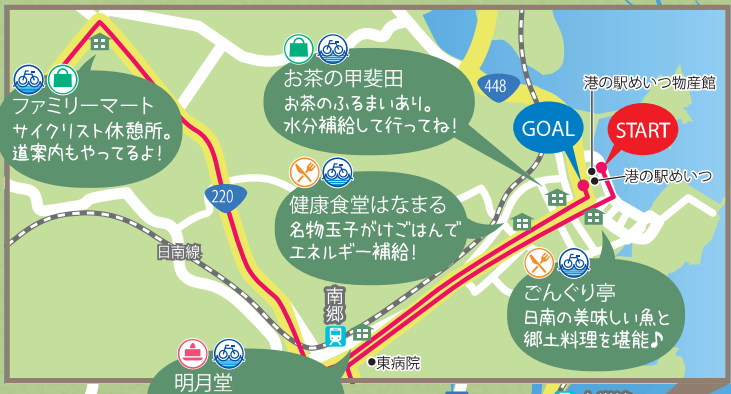 ファミリーマート
サイクリスト休憩所。
道案内もやってるよ!
お茶の甲斐田
お茶のふるまいあり。
水分補給して行ってね!
448
港の駅めいつ物産館
GOAL
START
港の駅めいつ
健康食堂はなまる
名物玉子がけごはんで
エネルギー補給!
220
日南線
ごんぐり亭
日南の美味しい魚と
郷土料理を堪能♪
南郷
東病院
明月堂